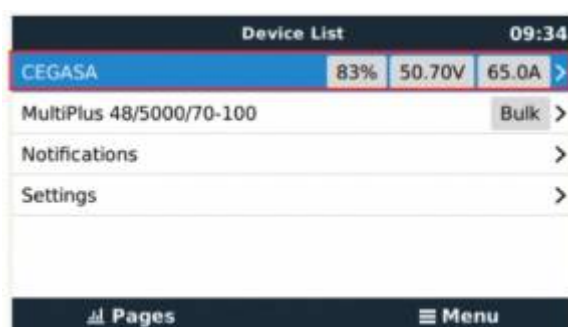 Device List 09:34
CEGASA 83% 50.70V 65.0A
MultiPlus 48/5000/70-100 Bulk
Notifications
Settings
Pages Menu